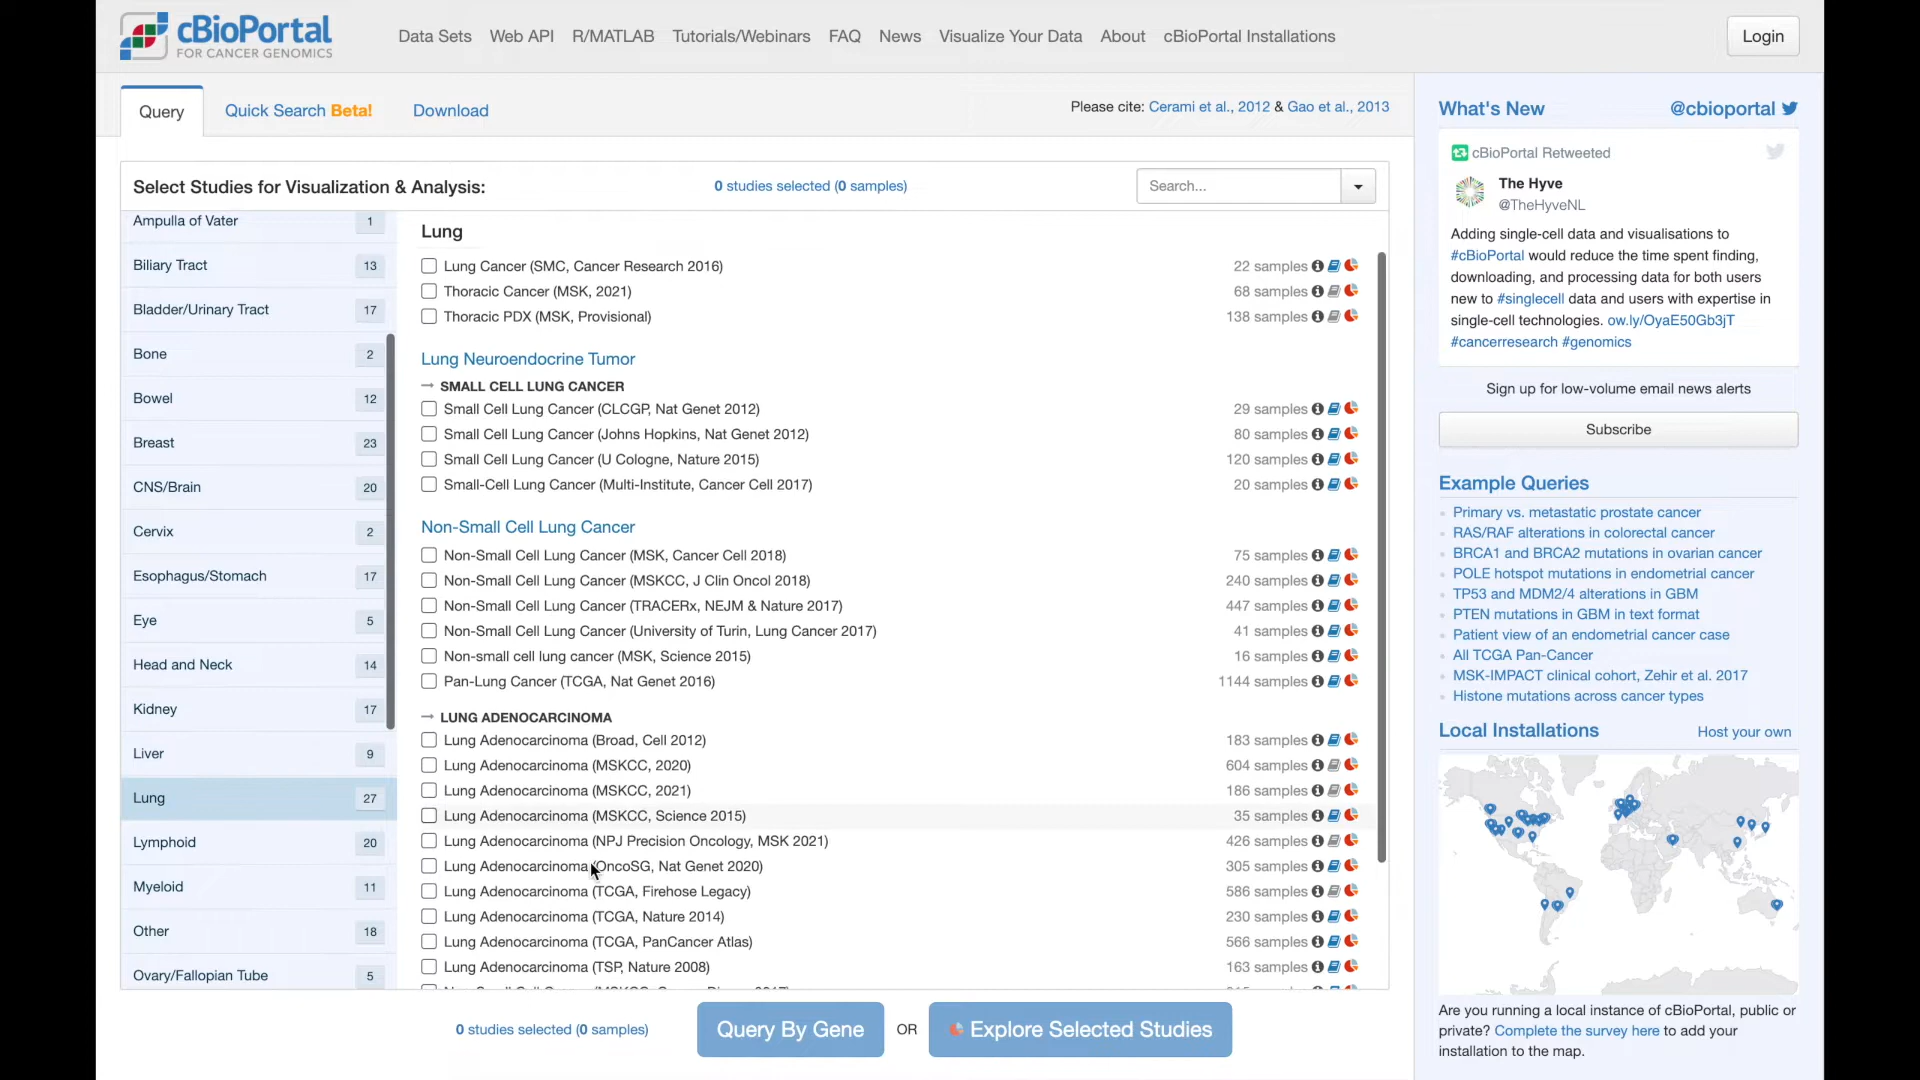 cBioPortal
FOR CANCER GENOMICS
Data Sets Web API R/MATLAB Tutorials/Webinars FAQ News Visualize Your Data About cBioPortal Installations
Login
Query Quick Search Beta! Download
Please cite: Cerami et al., 2012 & Gao et al., 2013
Select Studies for Visualization & Analysis:
0 studies selected (0 samples)
Search...
Ampulla of Vater 1
Biliary Tract 13
Bladder/Urinary Tract 17
Bone 2
Bowel 12
Breast 23
CNS/Brain 20
Cervix 2
Esophagus/Stomach 17
Eye 5
Head and Neck 14
Kidney 17
Liver 9
Lung 27
Lymphoid 20
Myeloid 11
Other 18
Ovary/Fallopian Tube 5
Lung
Lung Cancer (SMC, Cancer Research 2016) 22 samples
Thoracic Cancer (MSK, 2021) 68 samples
Thoracic PDX (MSK, Provisional) 138 samples
Lung Neuroendocrine Tumor
SMALL CELL LUNG CANCER
Small Cell Lung Cancer (CLCGP, Nat Genet 2012) 29 samples
Small Cell Lung Cancer (Johns Hopkins, Nat Genet 2012) 80 samples
Small Cell Lung Cancer (U Cologne, Nature 2015) 120 samples
Small-Cell Lung Cancer (Multi-Institute, Cancer Cell 2017) 20 samples
Non-Small Cell Lung Cancer
Non-Small Cell Lung Cancer (MSK, Cancer Cell 2018) 75 samples
Non-Small Cell Lung Cancer (MSKCC, J Clin Oncol 2018) 240 samples
Non-Small Cell Lung Cancer (TRACERx, NEJM & Nature 2017) 447 samples
Non-Small Cell Lung Cancer (University of Turin, Lung Cancer 2017) 41 samples
Non-small cell lung cancer (MSK, Science 2015) 16 samples
Pan-Lung Cancer (TCGA, Nat Genet 2016) 1144 samples
LUNG ADENOCARCINOMA
Lung Adenocarcinoma (Broad, Cell 2012) 183 samples
Lung Adenocarcinoma (MSKCC, 2020) 604 samples
Lung Adenocarcinoma (MSKCC, 2021) 186 samples
Lung Adenocarcinoma (MSKCC, Science 2015) 35 samples
Lung Adenocarcinoma (NPJ Precision Oncology, MSK 2021) 426 samples
Lung Adenocarcinoma (OncoSG, Nat Genet 2020) 305 samples
Lung Adenocarcinoma (TCGA, Firehose Legacy) 586 samples
Lung Adenocarcinoma (TCGA, Nature 2014) 230 samples
Lung Adenocarcinoma (TCGA, PanCancer Atlas) 566 samples
Lung Adenocarcinoma (TSP, Nature 2008) 163 samples
0 studies selected (0 samples)
Query By Gene OR Explore Selected Studies
What's New @cbioportal
cBioPortal Retweeted
The Hyve
@TheHyveNL
Adding single-cell data and visualisations to
#cBioPortal would reduce the time spent finding,
downloading, and processing data for both users
new to #singlecell data and users with expertise in
single-cell technologies. ow.ly/OyaE50Gb3jT
#cancerresearch #genomics
Sign up for low-volume email news alerts
Subscribe
Example Queries
Primary vs. metastatic prostate cancer
RAS/RAF alterations in colorectal cancer
BRCA1 and BRCA2 mutations in ovarian cancer
POLE hotspot mutations in endometrial cancer
TP53 and MDM2/4 alterations in GBM
PTEN mutations in GBM in text format
Patient view of an endometrial cancer case
All TCGA Pan-Cancer
MSK-IMPACT clinical cohort, Zehir et al. 2017
Histone mutations across cancer types
Local Installations Host your own
Are you running a local instance of cBioPortal, public or
private? Complete the survey here to add your
installation to the map.